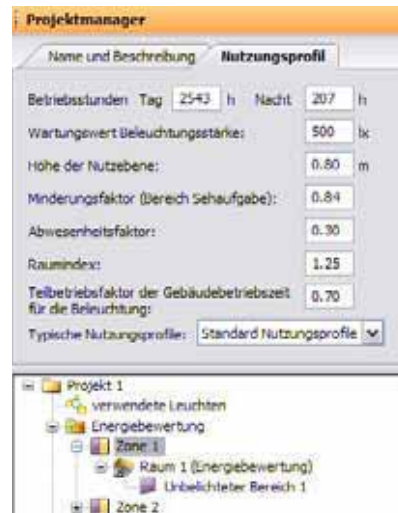 Projektmanager
Name und Beschreibung Nutzungsprofil
Betriebsstunden Tag 2543 h Nacht 207 h
Wartungswert Beleuchtungsstärke: 500 lx
Höhe der Nutzebene: 0.80 m
Minderungsfaktor (Bereich Sehaufgabe): 0.84
Abwesenheitsfaktor: 0.30
Raumindex: 1.25
Teilbetriebsfaktor der Gebäudebetriebszeit
für die Beleuchtung: 0.70
Typische Nutzungsprofile: Standard Nutzungsprofile
Projekt 1
verwendete Leuchten
Energiebewertung
Zone 1
Raum 1 (Energiebewertung)
Unbelichteter Bereich 1
Zone 2